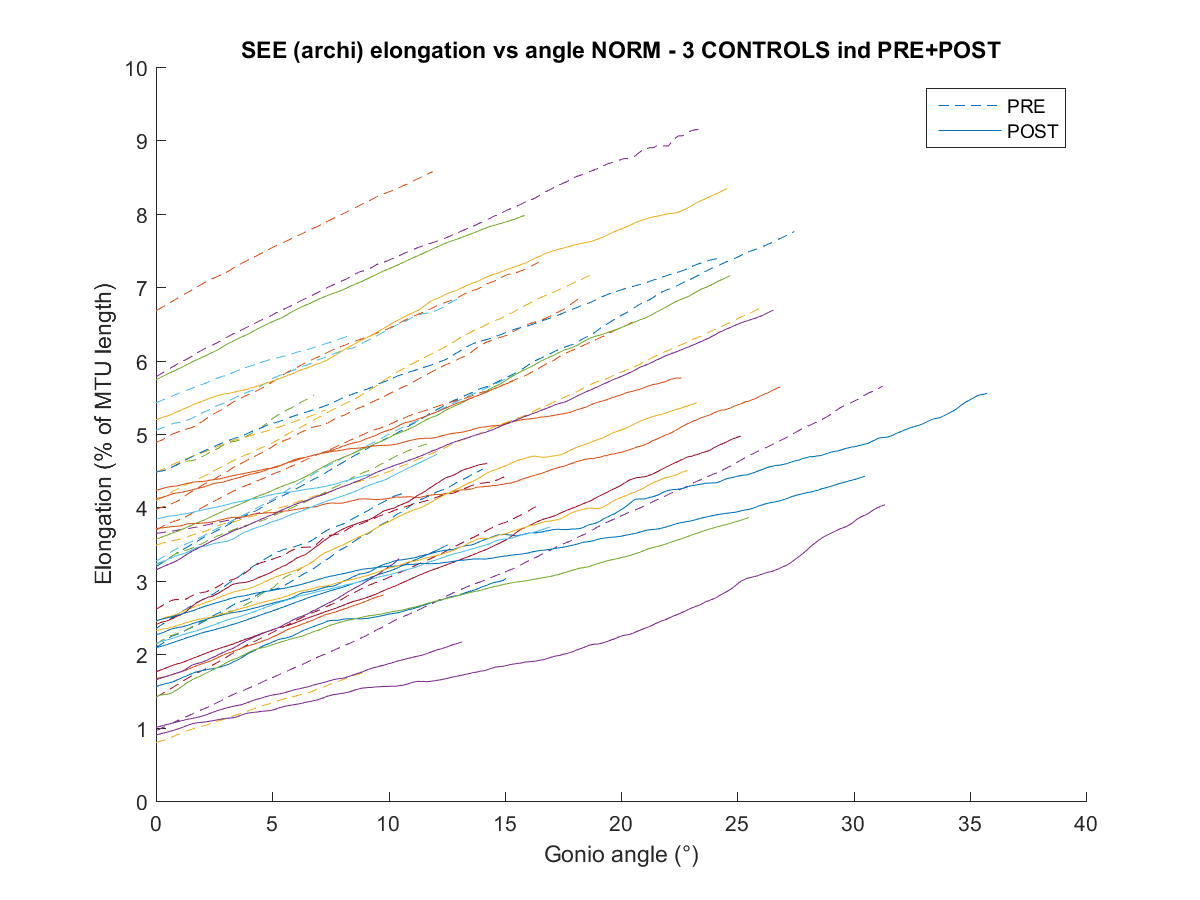 SEE (archi) elongation vs angle NORM - 3 CONTROLS ind PRE+POST
PRE
POST
10
9
8
7
6
5
4
3
2
1
0
Elongation (% of MTU length)
0 5 10 15 20 25 30 35 40
Gonio angle (°)